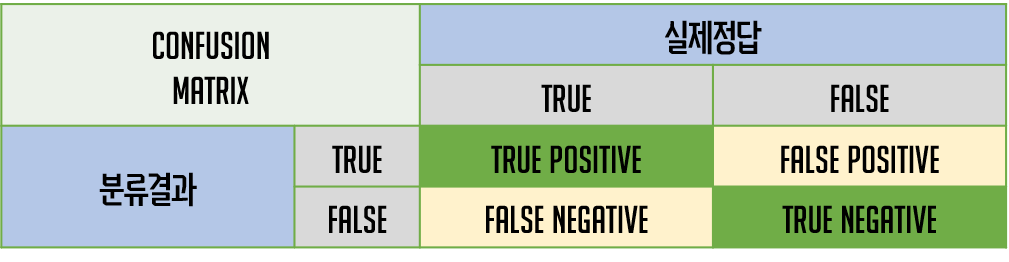 CONFUSION
MATRIX
실제정답
TRUE
FALSE
분류결과
TRUE
TRUE POSITIVE
FALSE POSITIVE
FALSE
FALSE NEGATIVE
TRUE NEGATIVE